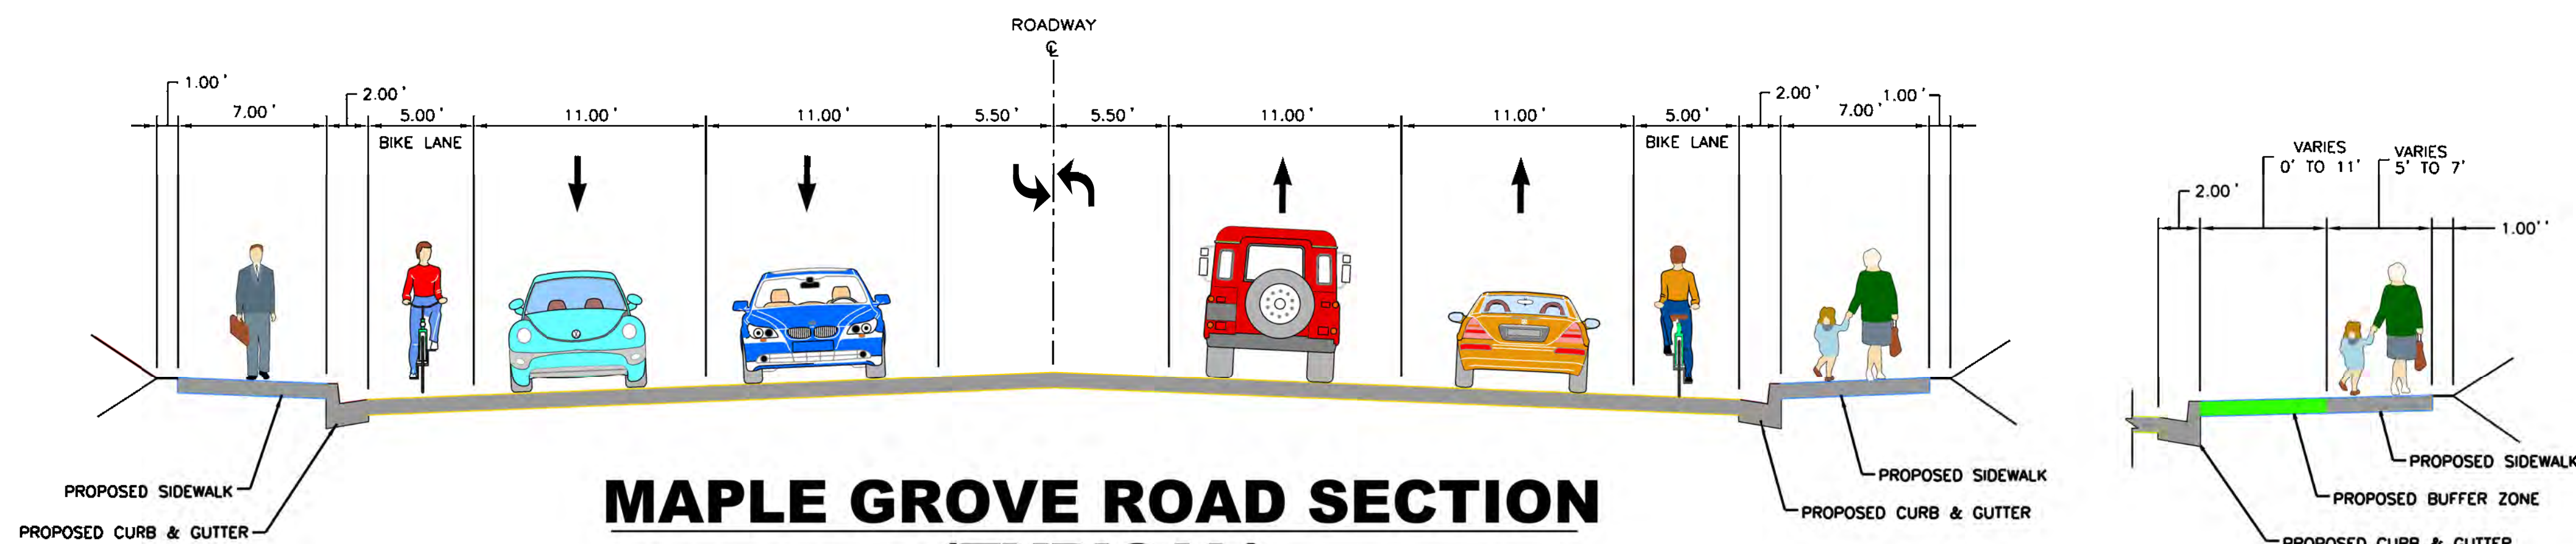 ROADWAY
℄
1.00'
7.00'
2.00'
5.00'
BIKE LANE
11.00'
11.00'
5.50'
5.50'
11.00'
11.00'
5.00'
BIKE LANE
2.00'
7.00'
1.00'
PROPOSED SIDEWALK
PROPOSED CURB & GUTTER
MAPLE GROVE ROAD SECTION
PROPOSED SIDEWALK
PROPOSED CURB & GUTTER
2.00'
VARIES
0' TO 11'
VARIES
5' TO 7'
1.00''
PROPOSED SIDEWALK
PROPOSED BUFFER ZONE
PROPOSED CURB & GUTTER